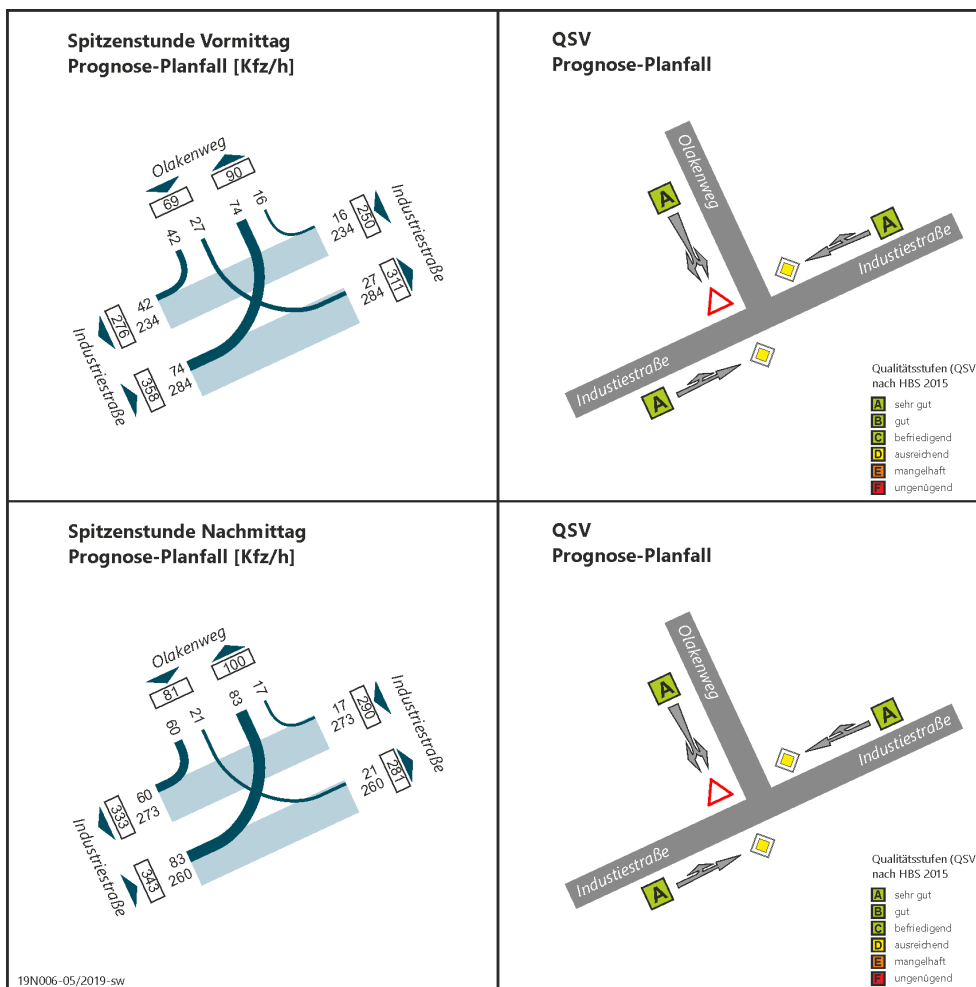 Spitzenstunde Vormittag
Prognose-Planfall [Kfz/h]
Olakenweg
69
90
42
27
74
16
16
234
250
Industriestraße
27
284
311
42
234
276
Industriestraße
74
284
358
QSV
Prognose-Planfall
Olakenweg
A
A
Industiestraße
Industiestraße
A
Qualitätsstufen (QSV
nach HBS 2015
A sehr gut
B gut
C befriedigend
D ausreichend
E mangelhaft
F ungenügend
Spitzenstunde Nachmittag
Prognose-Planfall [Kfz/h]
Olakenweg
81
100
60
21
83
17
17
273
290
Industriestraße
21
260
281
60
273
333
Industriestraße
83
260
343
19N006-05/2019-sw
QSV
Prognose-Planfall
Olakenweg
A
A
Industiestraße
Industiestraße
A
Qualitätsstufen (QSV
nach HBS 2015
A sehr gut
B gut
C befriedigend
D ausreichend
E mangelhaft
F ungenügend